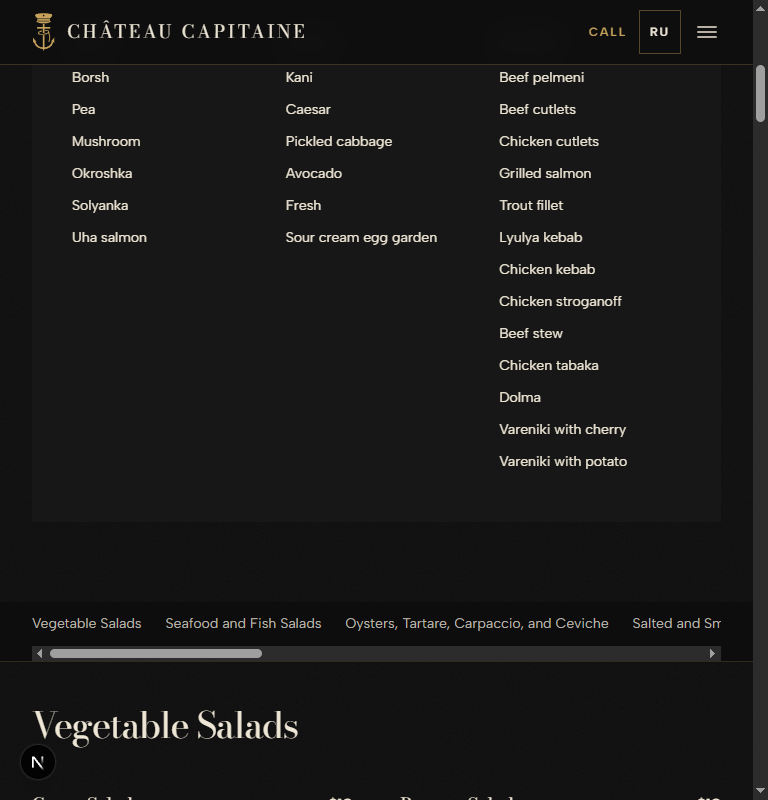 CHÂTEAU CAPITAINE
CALL
RU
Borsh
Pea
Mushroom
Okroshka
Solyanka
Uha salmon
Kani
Caesar
Pickled cabbage
Avocado
Fresh
Sour cream egg garden
Beef pelmeni
Beef cutlets
Chicken cutlets
Grilled salmon
Trout fillet
Lyulya kebab
Chicken kebab
Chicken stroganoff
Beef stew
Chicken tabaka
Dolma
Vareniki with cherry
Vareniki with potato
Vegetable Salads
Seafood and Fish Salads
Oysters, Tartare, Carpaccio, and Ceviche
Salted and
Vegetable Salads
N